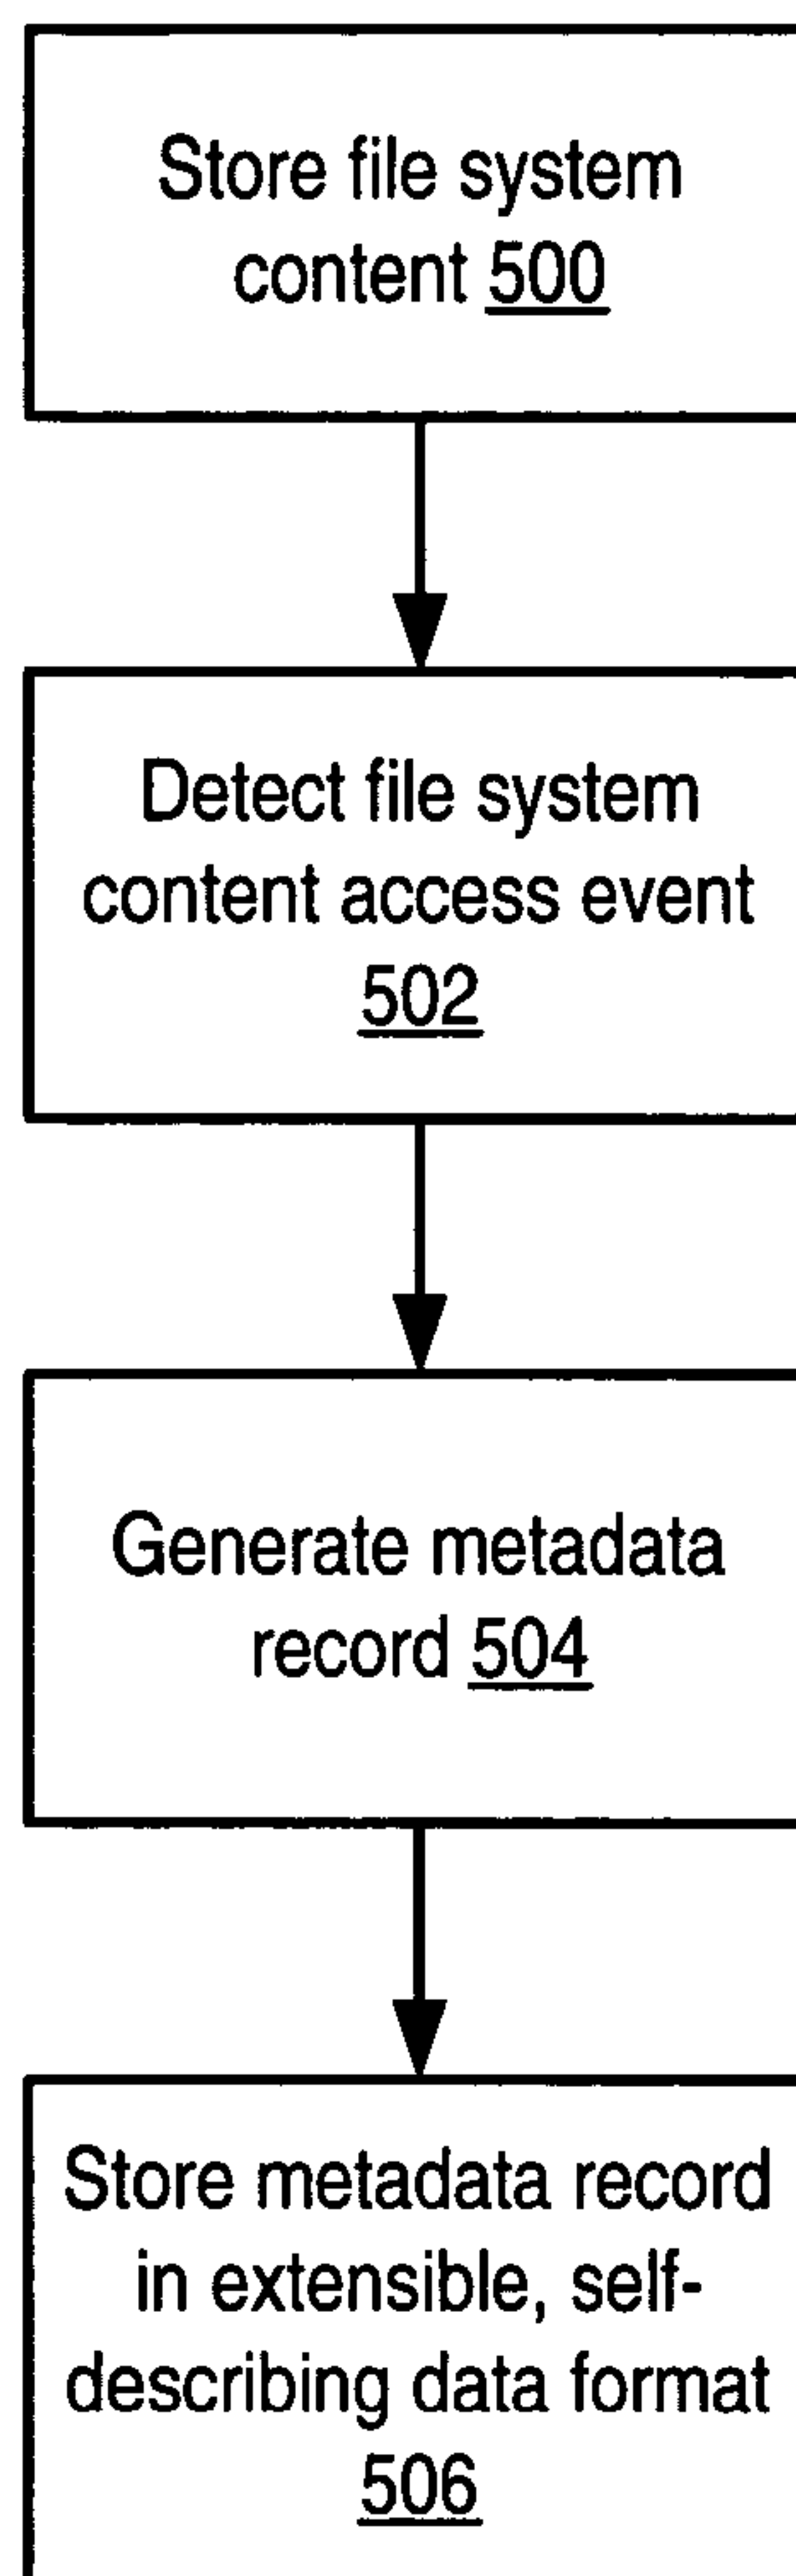 Store file system
content 500
Detect file system
content access event
502
Generate metadata
record 504
Store metadata record
in extensible, self-
describing data format
506